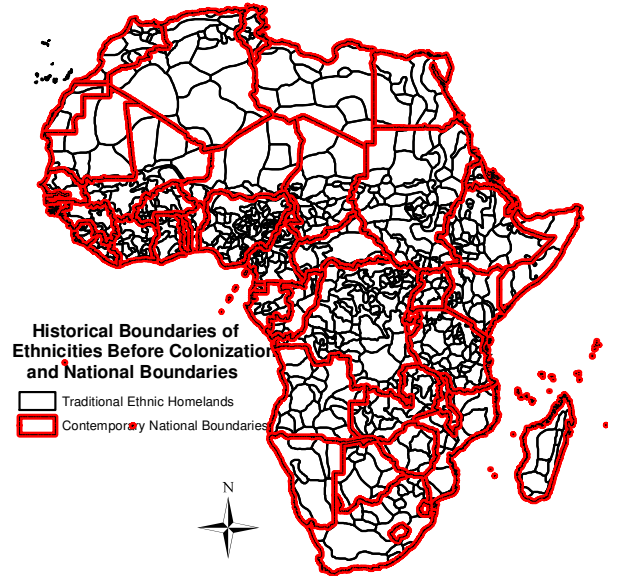 Historical Boundaries of
Ethnicities Before Colonization
and National Boundaries
Traditional Ethnic Homelands
Contemporary National Boundaries
N